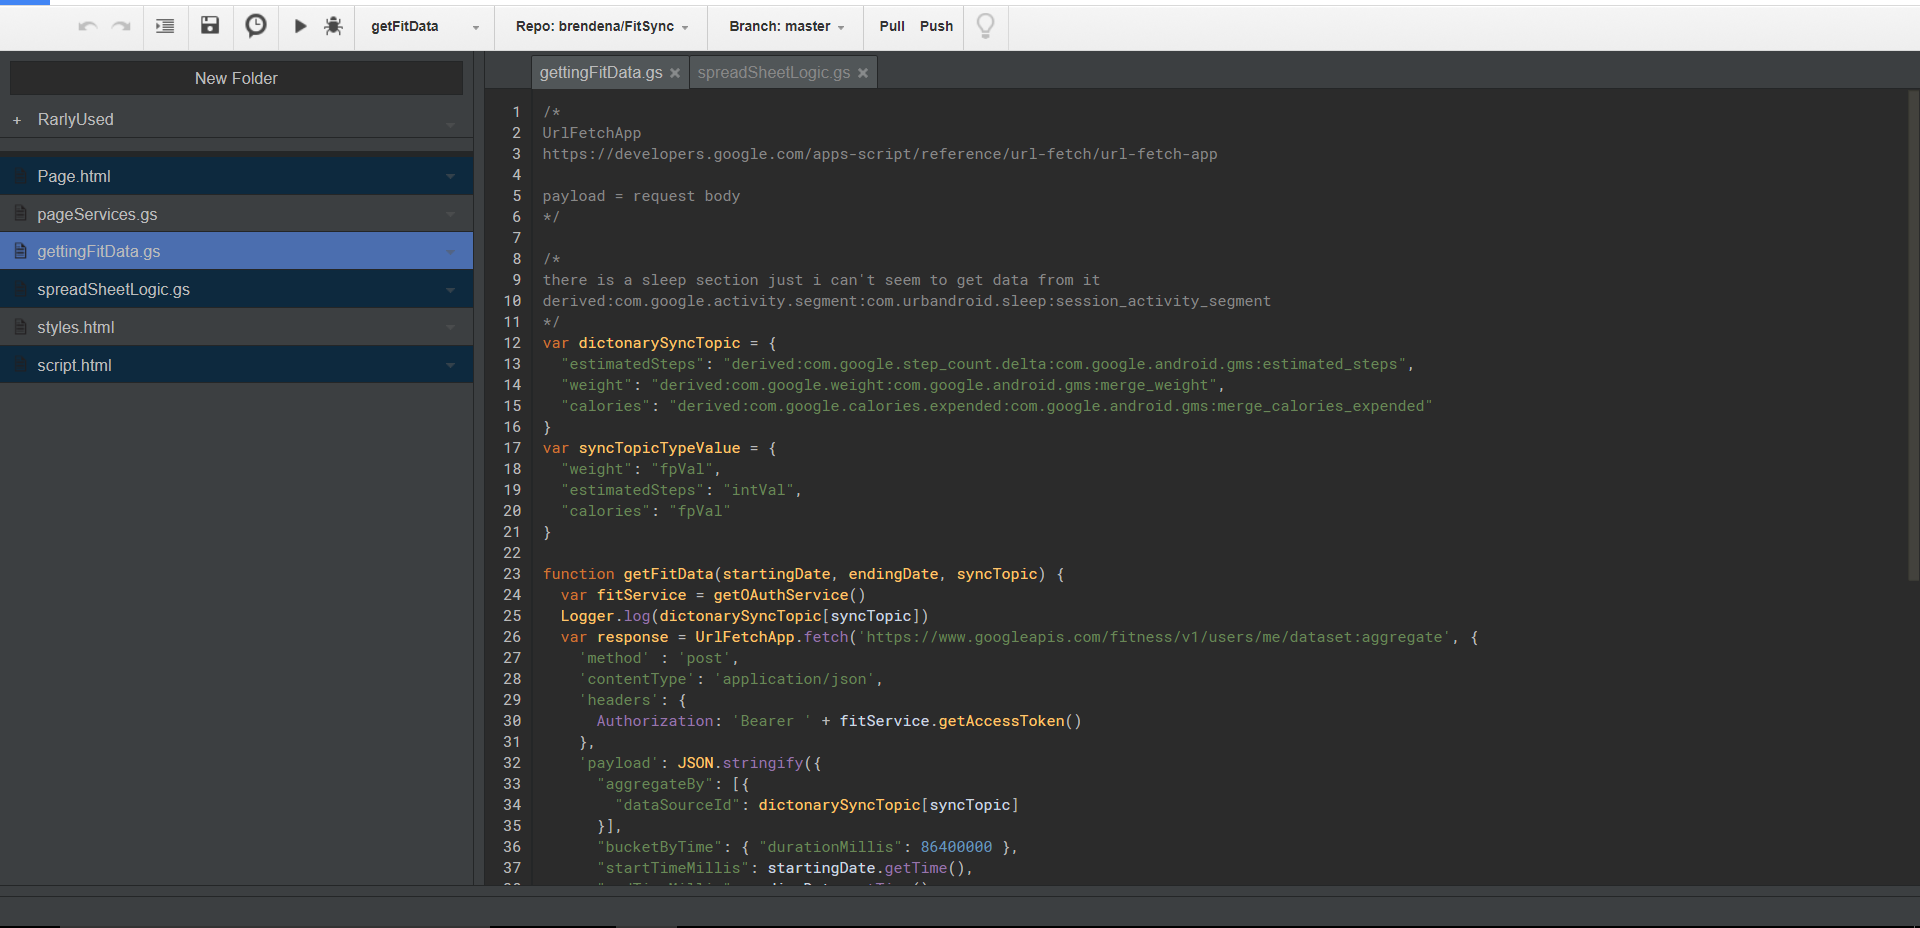 getFitData Repo: brendena/FitSync Branch: master Pull Push
New Folder
+ RarlyUsed
Page.html
pageServices.gs
gettingFitData.gs
spreadSheetLogic.gs
styles.html
script.html
gettingFitData.gs × spreadSheetLogic.gs ×
1 /*
2 UrlFetchApp
3 https://developers.google.com/apps-script/reference/url-fetch/url-fetch-app
4
5 payload = request body
6 */
7
8 /*
9 there is a sleep section just i can't seem to get data from it
10 derived:com.google.activity.segment:com.urbandroid.sleep:session_activity_segment
11 */
12 var dictonarySyncTopic = {
13 "estimatedSteps": "derived:com.google.step_count.delta:com.google.android.gms:estimated_steps",
14 "weight": "derived:com.google.weight:com.google.android.gms:merge_weight",
15 "calories": "derived:com.google.calories.expended:com.google.android.gms:merge_calories_expended"
16 }
17 var syncTopicTypeValue = {
18 "weight": "fpVal",
19 "estimatedSteps": "intVal",
20 "calories": "fpVal"
21 }
22
23 function getFitData(startingDate, endingDate, syncTopic) {
24 var fitService = getOAuthService()
25 Logger.log(dictonarySyncTopic[syncTopic])
26 var response = UrlFetchApp.fetch('https://www.googleapis.com/fitness/v1/users/me/dataset:aggregate', {
27 'method' : 'post',
28 'contentType': 'application/json',
29 'headers': {
30 Authorization: 'Bearer ' + fitService.getAccessToken()
31 },
32 'payload': JSON.stringify({
33 "aggregateBy": [{
34 "dataSourceId": dictonarySyncTopic[syncTopic]
35 }],
36 "bucketByTime": { "durationMillis": 86400000 },
37 "startTimeMillis": startingDate.getTime(),